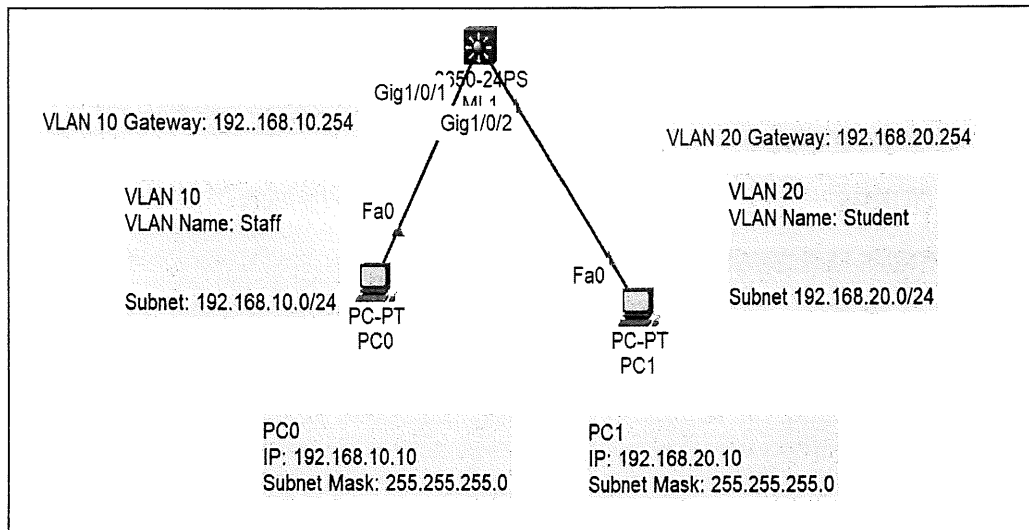 3650-24PS
ML1
Gig1/0/1
Gig1/0/2
VLAN 10 Gateway: 192..168.10.254
VLAN 20 Gateway: 192.168.20.254
VLAN 10
VLAN Name: Staff
Subnet: 192.168.10.0/24
VLAN 20
VLAN Name: Student
Subnet 192.168.20.0/24
Fa0
PC-PT
PC0
Fa0
PC-PT
PC1
PC0
IP: 192.168.10.10
Subnet Mask: 255.255.255.0
PC1
IP: 192.168.20.10
Subnet Mask: 255.255.255.0